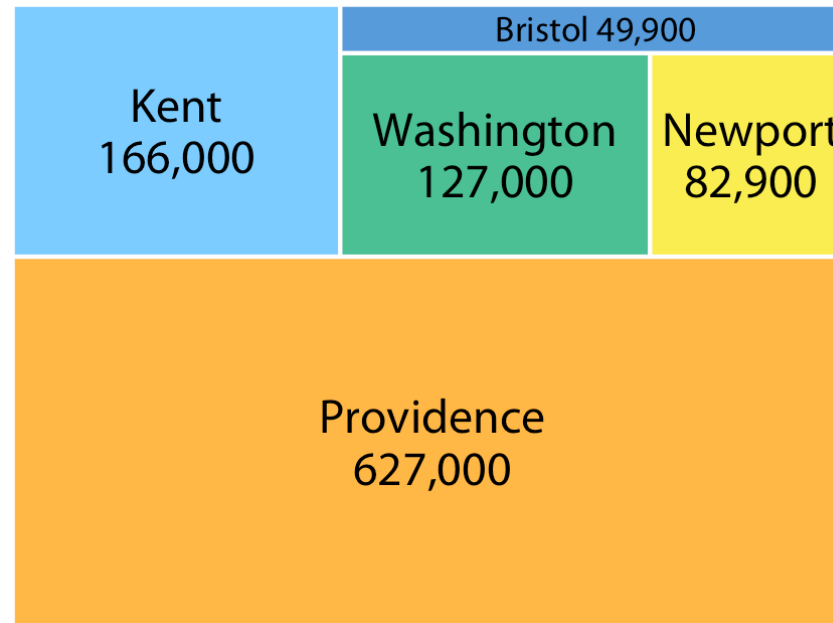 Kent
166,000
Bristol 49,900
Washington
127,000
Newport
82,900
Providence
627,000